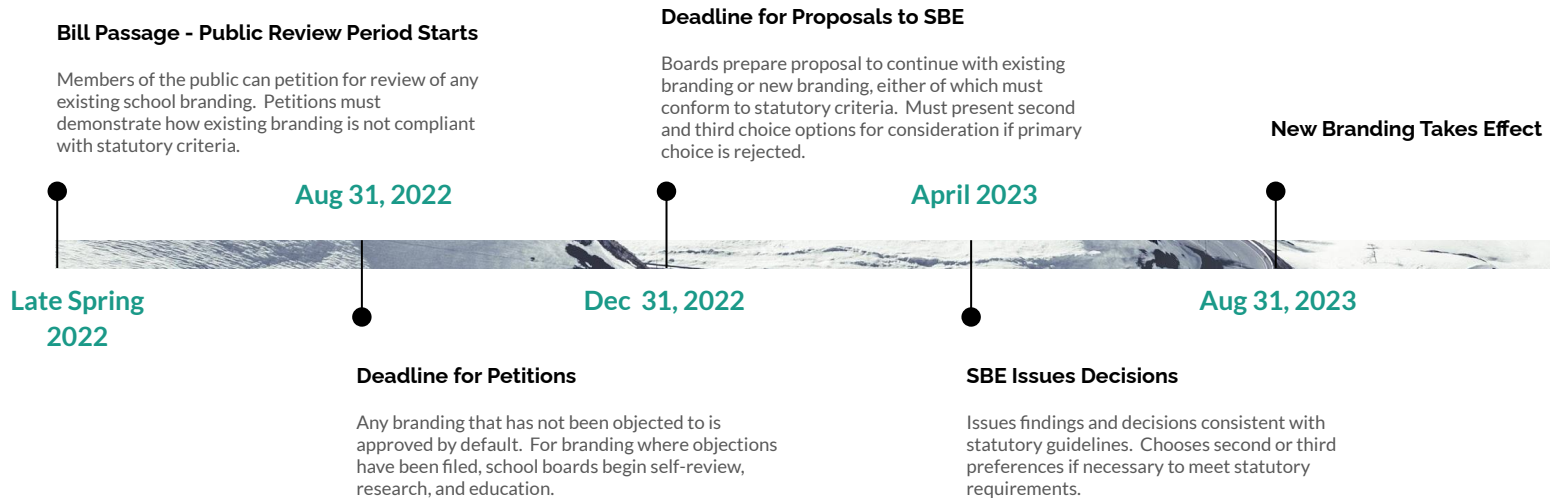 Bill Passage - Public Review Period Starts
Members of the public can petition for review of any
existing school branding.  Petitions must
demonstrate how existing branding is not compliant
with statutory criteria.
Late Spring
2022
Aug 31, 2022
Deadline for Petitions
Any branding that has not been objected to is
approved by default.  For branding where objections
have been filed, school boards begin self-review,
research, and education.
Deadline for Proposals to SBE
Boards prepare proposal to continue with existing
branding or new branding, either of which must
conform to statutory criteria.  Must present second
and third choice options for consideration if primary
choice is rejected.
Dec  31, 2022
April 2023
SBE Issues Decisions
Issues findings and decisions consistent with
statutory guidelines.  Chooses second or third
preferences if necessary to meet statutory
requirements.
New Branding Takes Effect
Aug 31, 2023